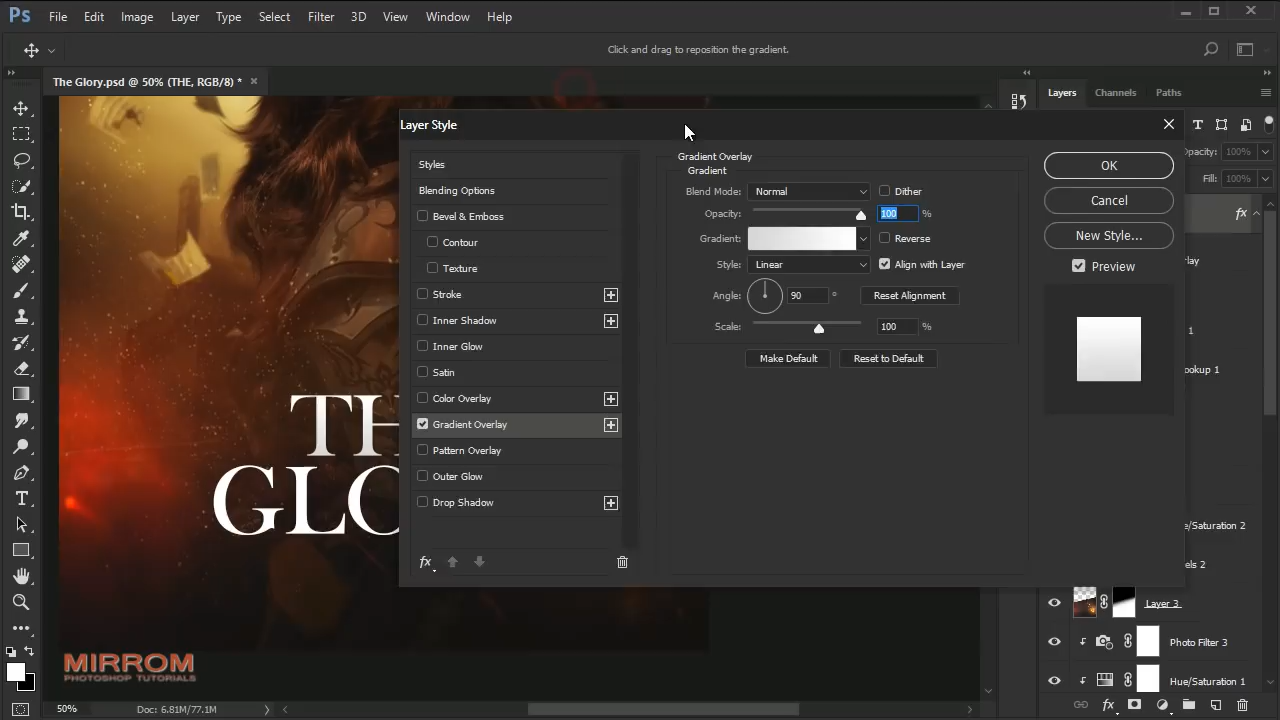 Ps File Edit Image Layer Type Select Filter 3D View Window Help
Click and drag to reposition the gradient.
The Glory.psd @ 50% (THE, RGB/8) *
Layers Channels Paths
Layer Style
Opacity: 100%
Fill: 100%
Styles
Blending Options
Bevel & Emboss
Contour
Texture
Stroke
Inner Shadow
Inner Glow
Satin
Color Overlay
Gradient Overlay
Pattern Overlay
Outer Glow
Drop Shadow
fx
Gradient Overlay
Gradient
Blend Mode: Normal Dither
Opacity: 100 %
Gradient: Reverse
Style: Linear Align with Layer
Angle: 90 ° Reset Alignment
Scale: 100 %
Make Default Reset to Default
OK
Cancel
New Style...
Preview
fx
1
Hue/Saturation 2
Layer 3
Photo Filter 3
Hue/Saturation 1
fx
TH
GLO
MIRROM
PHOTOSHOP TUTORIALS
50% Doc: 6.81M/77.1M